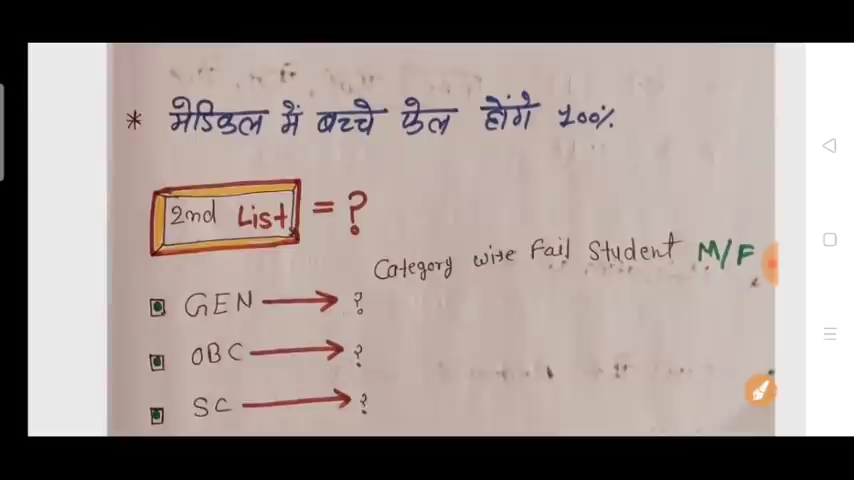 * मेडिकल में बच्चे फेल होंगे 100%
2nd List = ?
Category wise Fail Student M/F
GEN → ?
OBC → ?
SC → ?